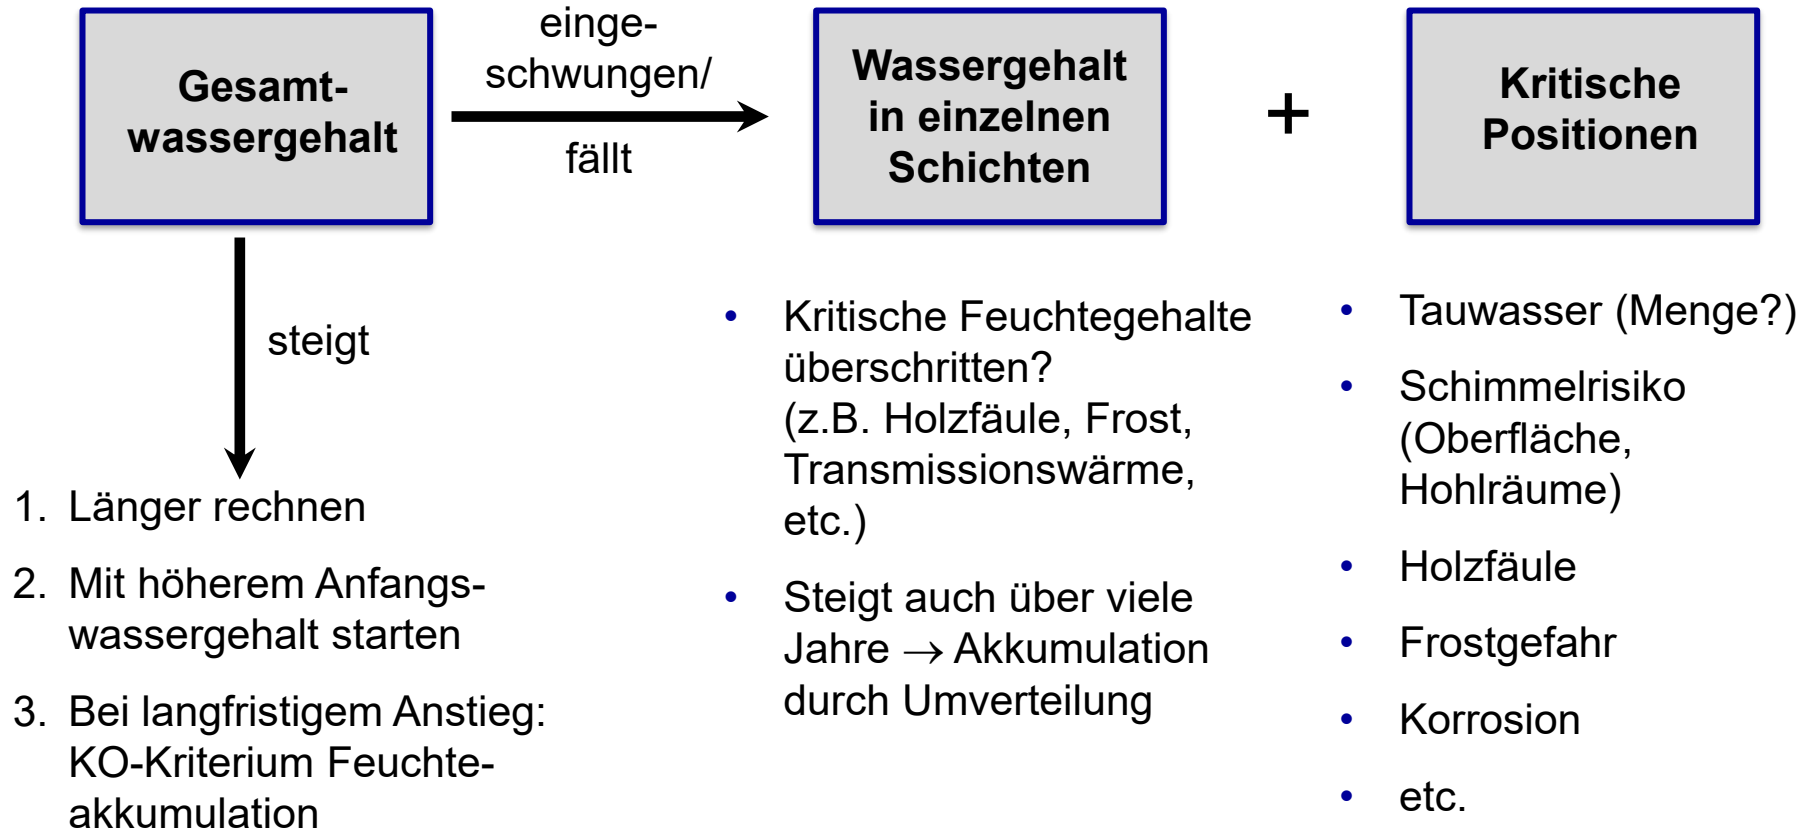 Gesamt-
wassergehalt
einge-
schwungen/
fällt
Wassergehalt
in einzelnen
Schichten
+
Kritische
Positionen
steigt
1. Länger rechnen
2. Mit höherem Anfangs-
wassergehalt starten
3. Bei langfristigem Anstieg:
KO-Kriterium Feuchte-
akkumulation
• Kritische Feuchtegehalte
überschritten?
(z.B. Holzfäule, Frost,
Transmissionswärme,
etc.)
• Steigt auch über viele
Jahre → Akkumulation
durch Umverteilung
• Tauwasser (Menge?)
• Schimmelrisiko
(Oberfläche,
Hohlräume)
• Holzfäule
• Frostgefahr
• Korrosion
• etc.